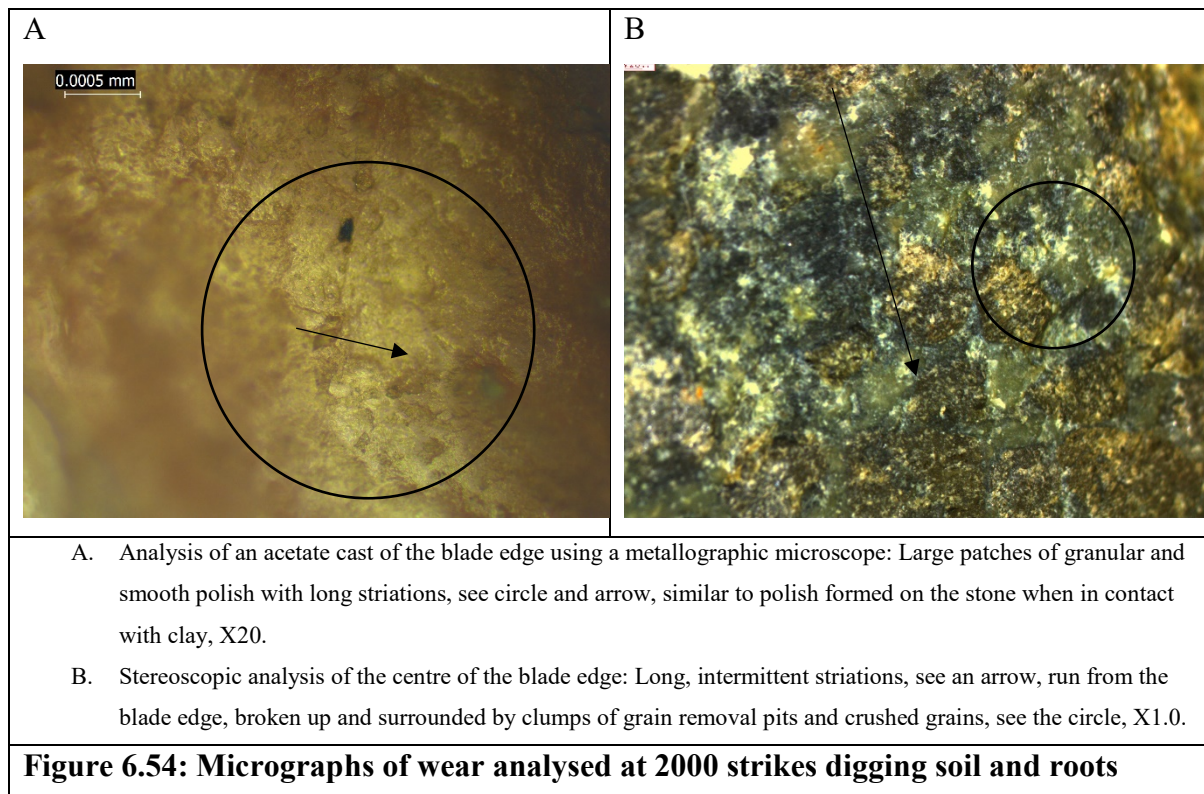 A
B
0.0005 mm
A. Analysis of an acetate cast of the blade edge using a metallographic microscope: Large patches of granular and
smooth polish with long striations, see circle and arrow, similar to polish formed on the stone when in contact
with clay, X20.
B. Stereoscopic analysis of the centre of the blade edge: Long, intermittent striations, see an arrow, run from the
blade edge, broken up and surrounded by clumps of grain removal pits and crushed grains, see the circle, X1.0.
Figure 6.54: Micrographs of wear analysed at 2000 strikes digging soil and roots